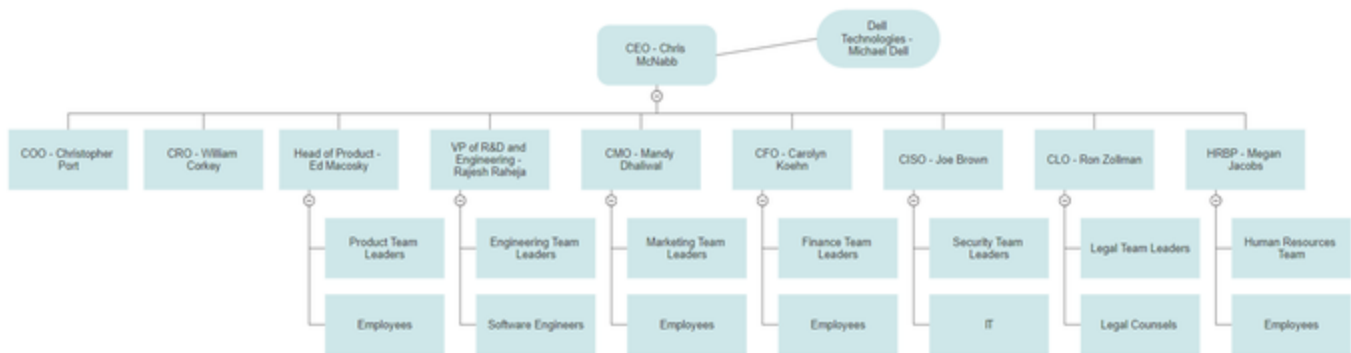 Dell
Technologies -
Michael Dell
CEO - Chris
McNabb
COO - Christopher
Port
CRO - William
Corkey
Head of Product -
Ed Macosky
VP of R&D and
Engineering -
Rajesh Raheja
CMO - Mandy
Dhaliwal
CFO - Carolyn
Koehn
CISO - Joe Brown
CLO - Ron Zollman
HRBP - Megan
Jacobs
Product Team
Leaders
Engineering Team
Leaders
Marketing Team
Leaders
Finance Team
Leaders
Security Team
Leaders
Legal Team Leaders
Human Resources
Team
Employees
Software Engineers
Employees
Employees
IT
Legal Counsels
Employees